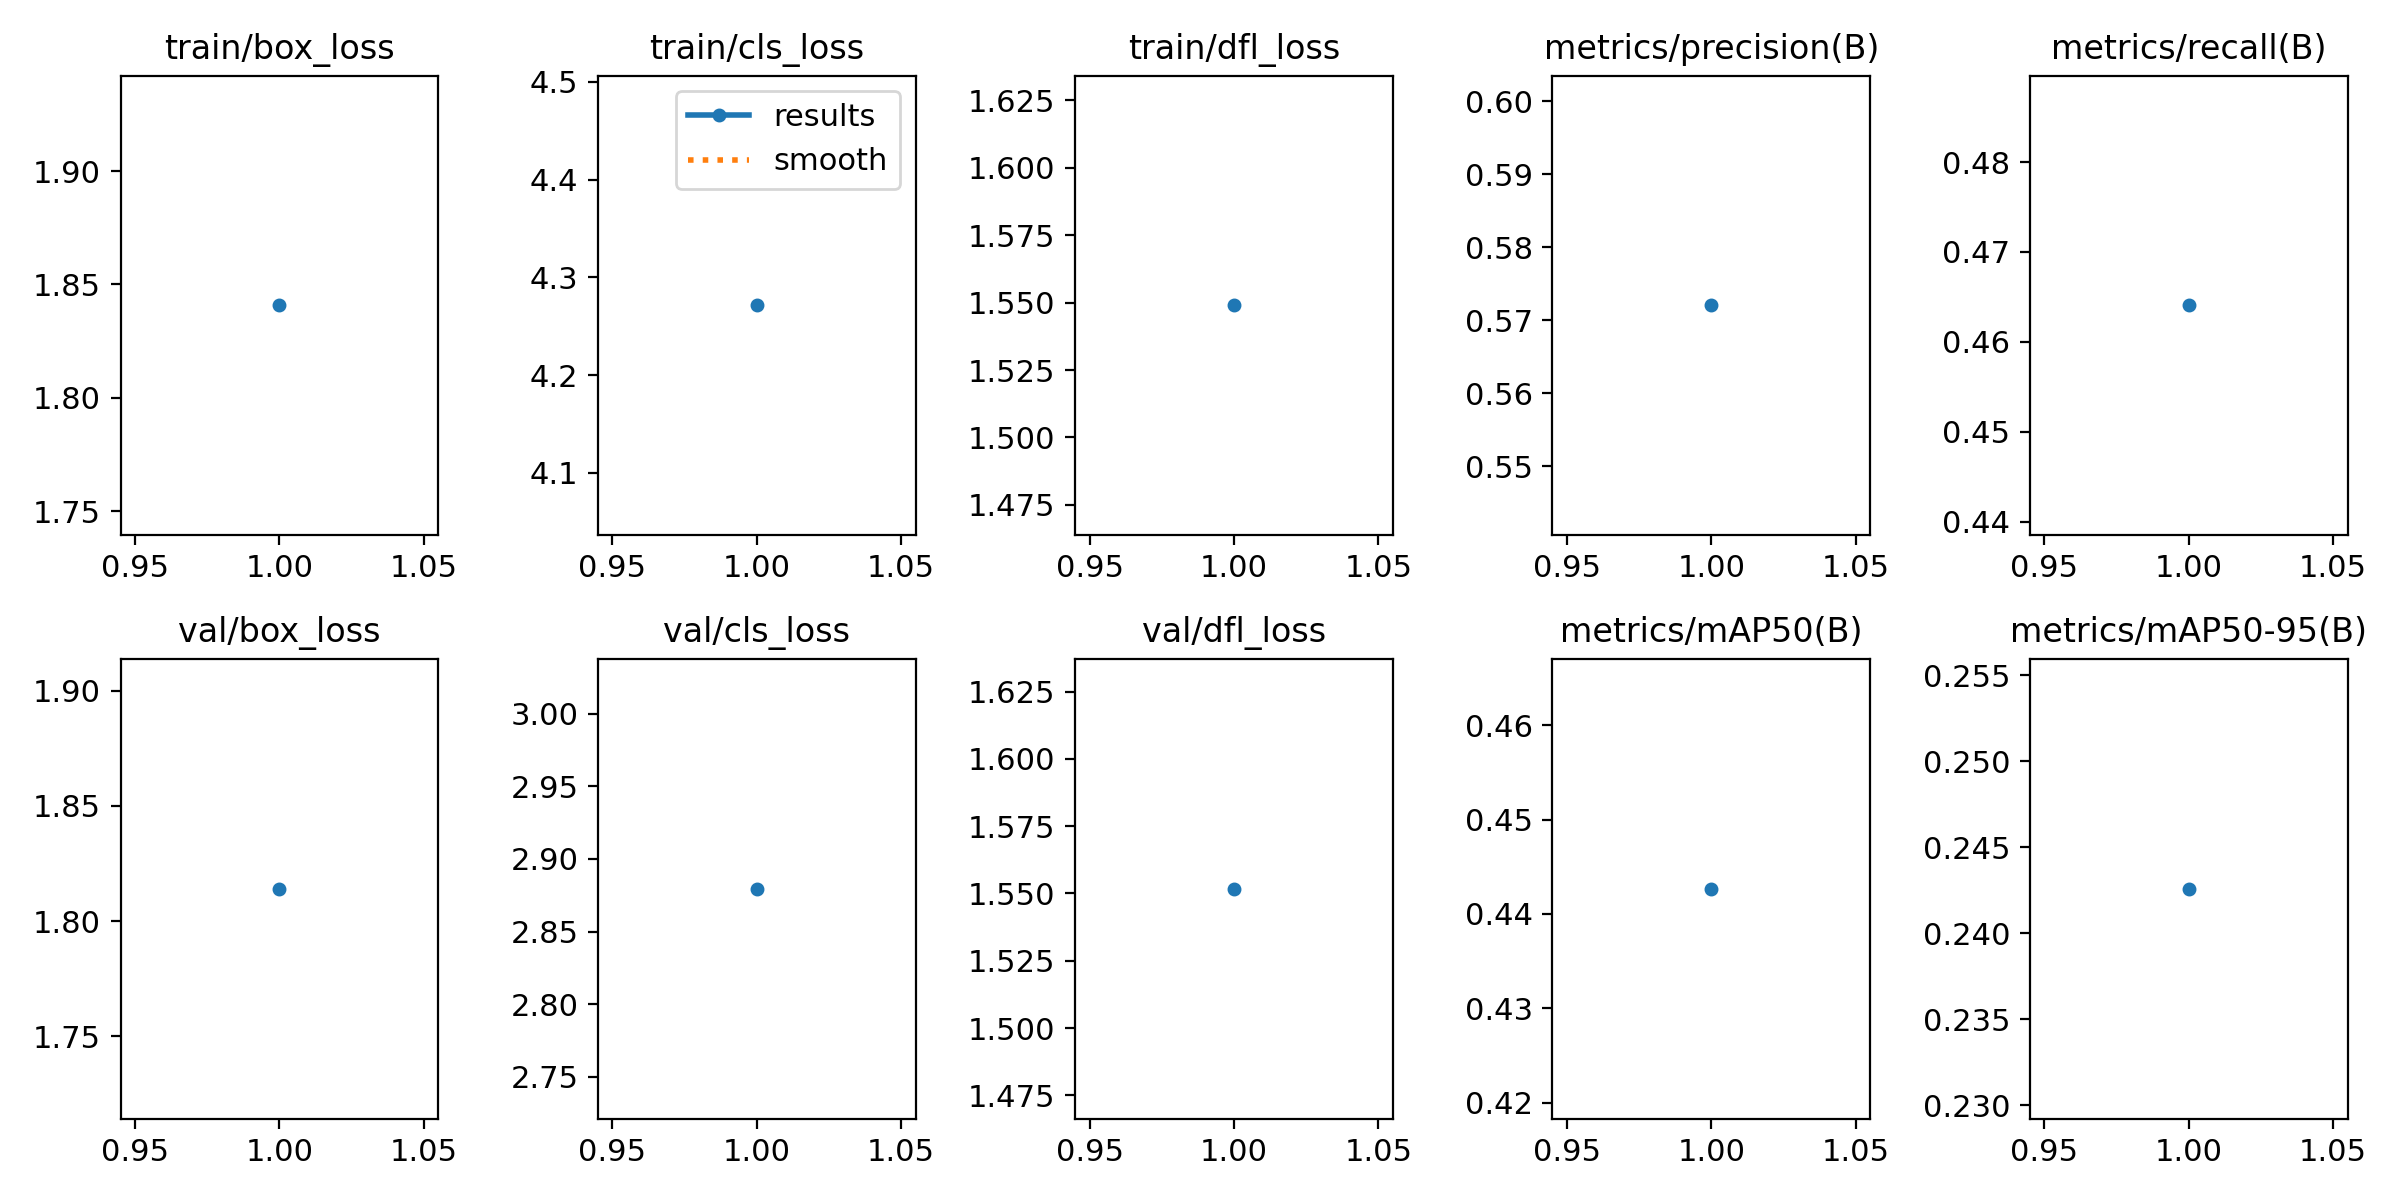 train/box_loss
1.90
1.85
1.80
1.75
0.95 1.00 1.05
train/cls_loss
4.5
4.4
4.3
4.2
4.1
results
smooth
0.95 1.00 1.05
train/dfl_loss
1.625
1.600
1.575
1.550
1.525
1.500
1.475
0.95 1.00 1.05
metrics/precision(B)
0.60
0.59
0.58
0.57
0.56
0.55
0.95 1.00 1.05
metrics/recall(B)
0.48
0.47
0.46
0.45
0.44
0.95 1.00 1.05
val/box_loss
1.90
1.85
1.80
1.75
0.95 1.00 1.05
val/cls_loss
3.00
2.95
2.90
2.85
2.80
2.75
0.95 1.00 1.05
val/dfl_loss
1.625
1.600
1.575
1.550
1.525
1.500
1.475
0.95 1.00 1.05
metrics/mAP50(B)
0.46
0.45
0.44
0.43
0.42
0.95 1.00 1.05
metrics/mAP50-95(B)
0.255
0.250
0.245
0.240
0.235
0.230
0.95 1.00 1.05